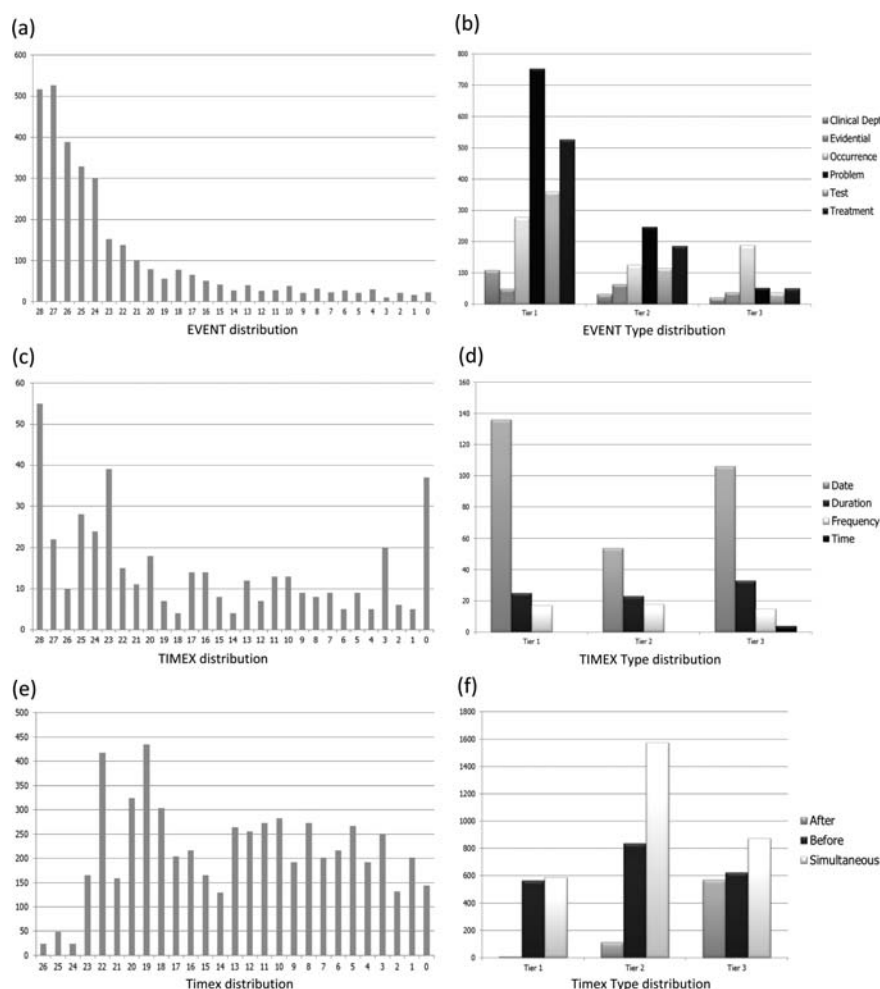 (a)
600
500
400
300
200
100
0
28 27 26 25 24 23 22 21 20 19 18 17 16 15 14 13 12 11 10 9 8 7 6 5 4 3 2 1 0
EVENT distribution
(b)
800
700
600
500
400
300
200
100
0
Tier 1 Tier 2 Tier 3
Clinical Dept
Evidential
Occurrence
Problem
Test
Treatment
EVENT Type distribution
(c)
60
50
40
30
20
10
0
28 27 26 25 24 23 22 21 20 19 18 17 16 15 14 13 12 11 10 9 8 7 6 5 4 3 2 1 0
TIMEX distribution
(d)
160
140
120
100
80
60
40
20
0
Tier 1 Tier 2 Tier 3
Date
Duration
Frequency
Time
TIMEX Type distribution
(e)
500
450
400
350
300
250
200
150
100
50
0
26 25 24 23 22 21 20 19 18 17 16 15 14 13 12 11 10 9 8 7 6 5 4 3 2 1 0
Timex distribution
(f)
1800
1600
1400
1200
1000
800
600
400
200
0
Tier 1 Tier 2 Tier 3
After
Before
Simultaneous
Timex Type distribution